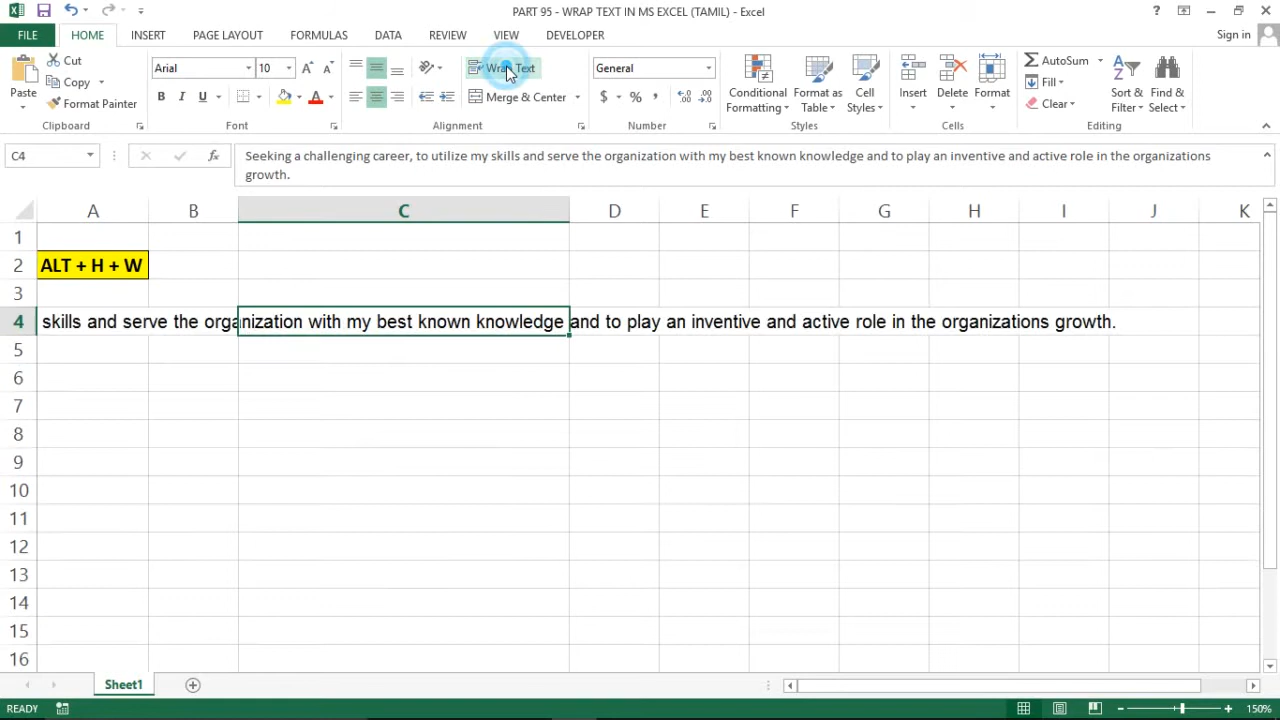 PART 95 - WRAP TEXT IN MS EXCEL (TAMIL) - Excel
?
FILE HOME INSERT PAGE LAYOUT FORMULAS DATA REVIEW VIEW DEVELOPER Sign in
Paste
Cut
Copy
Format Painter
Clipboard
Arial 10
B I U
Font
Wrap Text
Merge & Center
Alignment
General
$ % ,
Number
Conditional Formatting
Format as Table
Cell Styles
Styles
Insert Delete Format
Cells
AutoSum
Fill
Clear
Sort & Filter
Find & Select
Editing
C4
fx
Seeking a challenging career, to utilize my skills and serve the organization with my best known knowledge and to play an inventive and active role in the organizations
growth.
A B C D E F G H I J K
1
2 ALT + H + W
3
4 skills and serve the organization with my best known knowledge and to play an inventive and active role in the organizations growth.
5
6
7
8
9
10
11
12
13
14
15
16
Sheet1
READY 150%